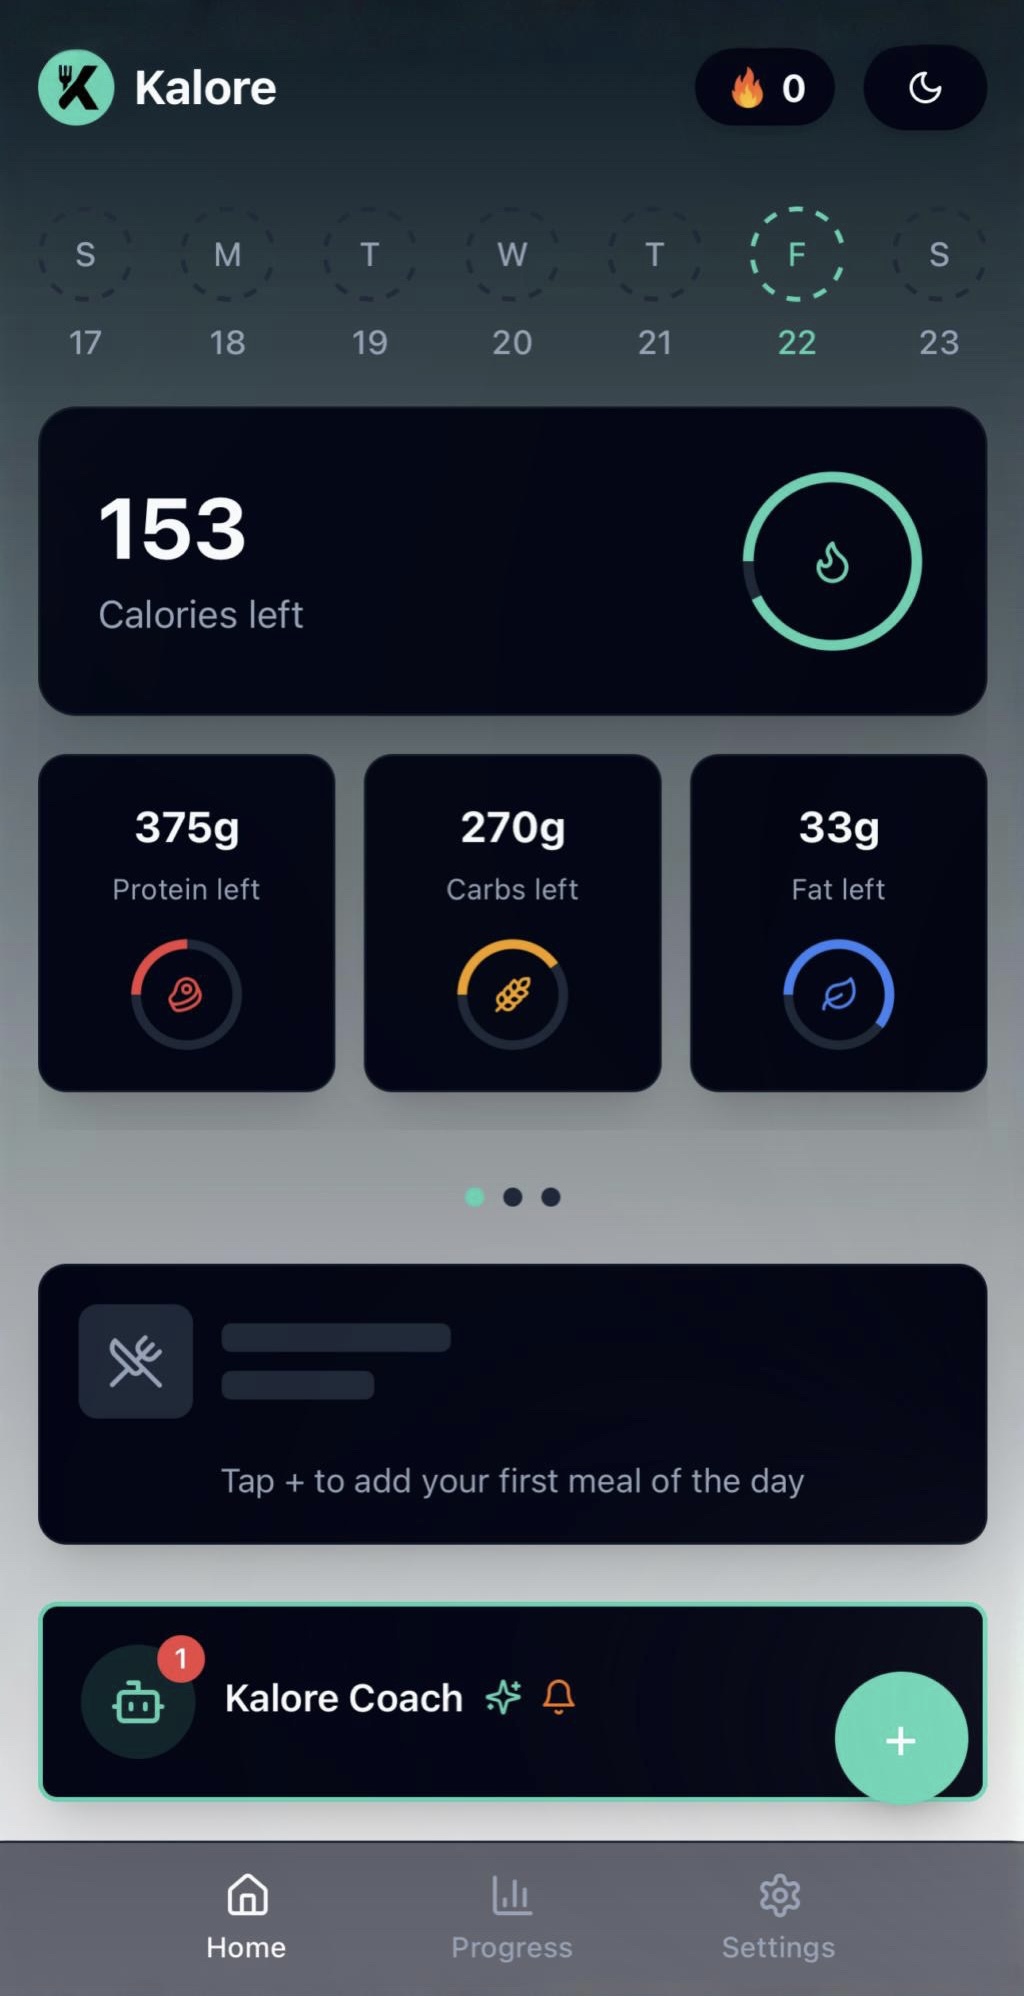 Kalore
0
S M T W T F S
17 18 19 20 21 22 23
153
Calories left
375g
Protein left
270g
Carbs left
33g
Fat left
Tap + to add your first meal of the day
1
Kalore Coach
+
Home
Progress
Settings